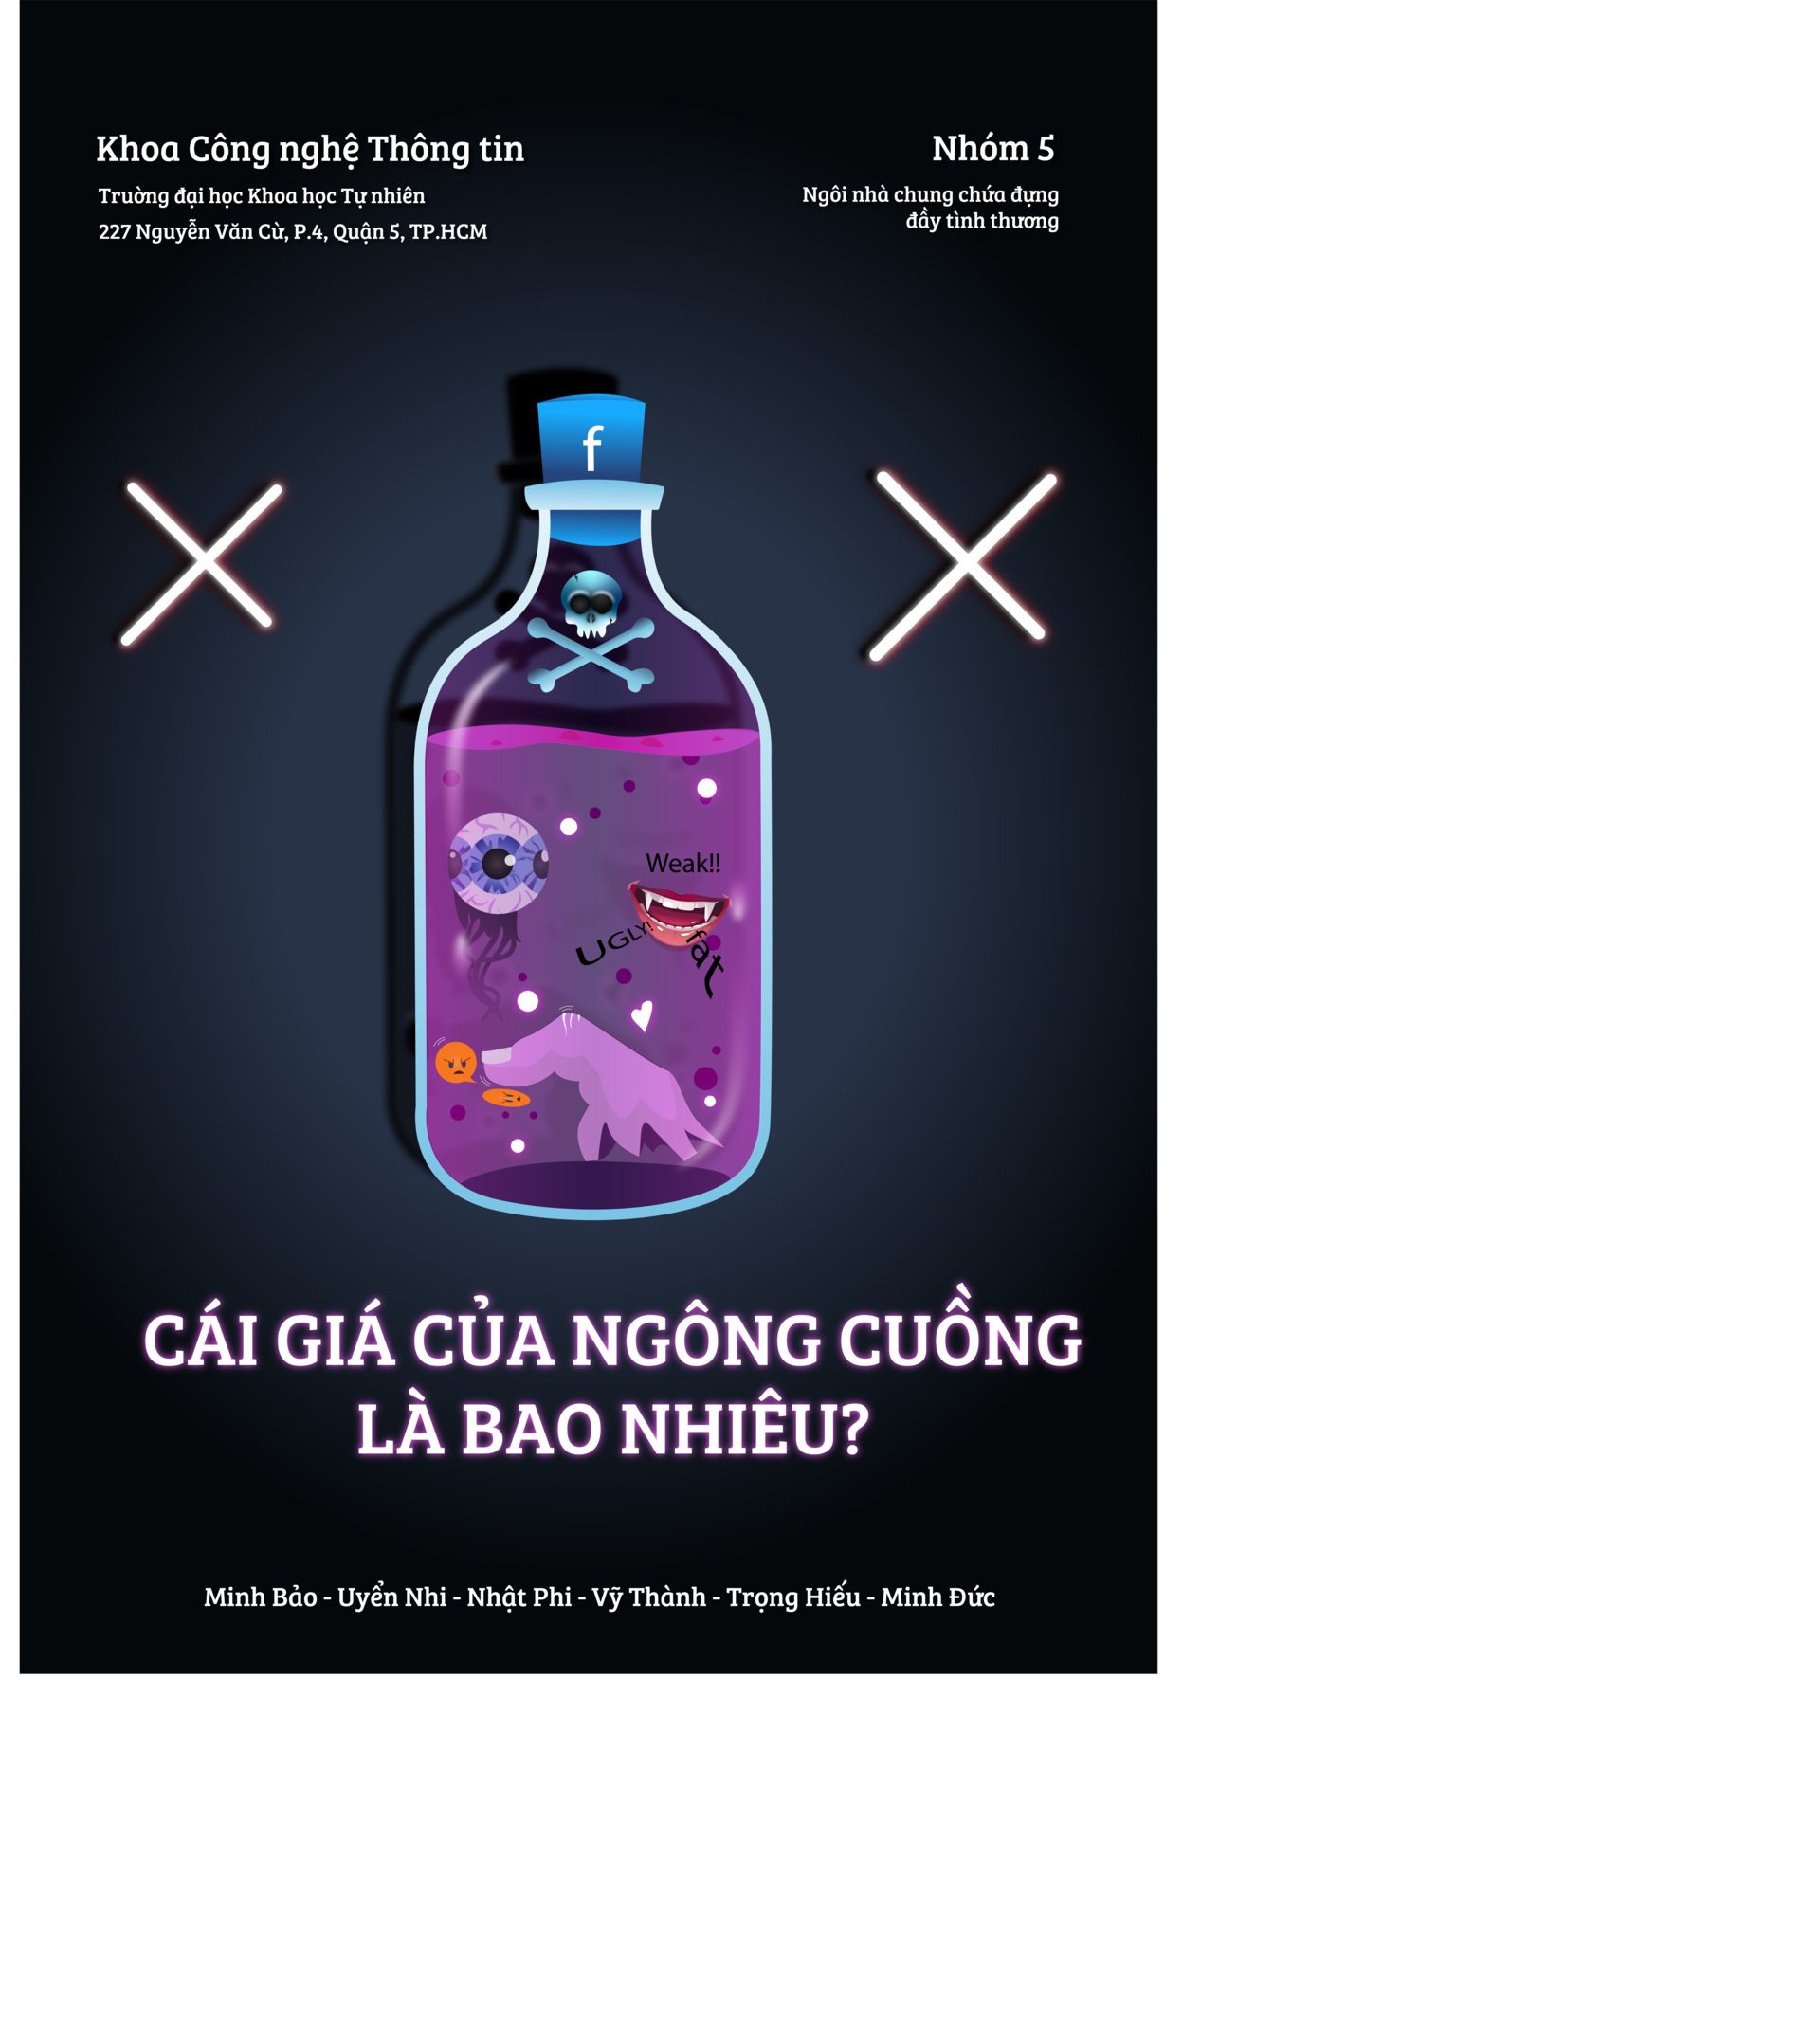 Khoa Công nghệ Thông tin
Truờng đại học Khoa học Tự nhiên
227 Nguyễn Văn Cừ, P.4, Quận 5, TP.HCM
Nhóm 5
Ngôi nhà chung chứa đựng
đầy tình thương
f
Weak!!
UGLY!
fat
CÁI GIÁ CỦA NGÔNG CUỒNG
LÀ BAO NHIÊU?
Minh Bảo - Uyển Nhi - Nhật Phi - Vỹ Thành - Trọng Hiếu - Minh Đức